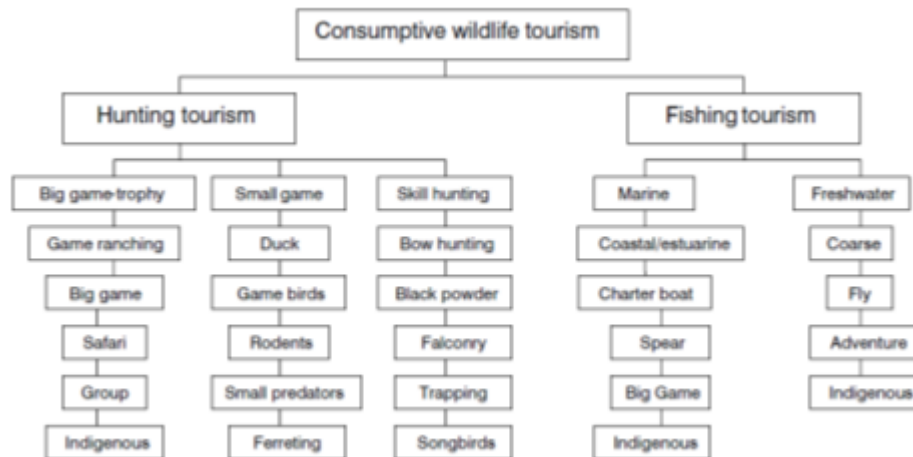 Consumptive wildlife tourism
Hunting tourism
Fishing tourism
Big game-trophy
Small game
Skill hunting
Marine
Freshwater
Game ranching
Duck
Bow hunting
Coastal/estuarine
Coarse
Big game
Game birds
Black powder
Charter boat
Fly
Safari
Rodents
Falconry
Spear
Adventure
Group
Small predators
Trapping
Big Game
Indigenous
Indigenous
Ferreting
Songbirds
Indigenous